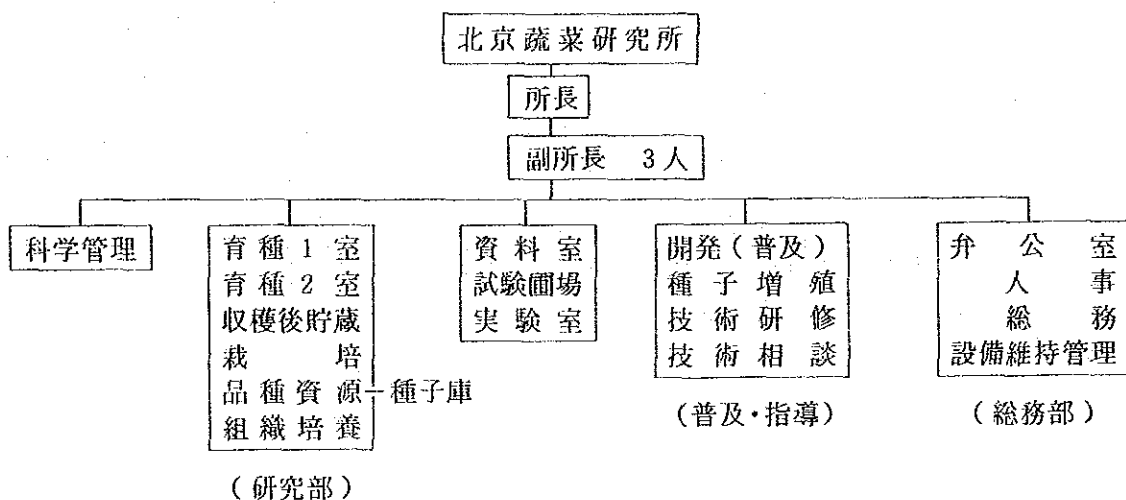 北京蔬菜研究所
所長
副所長 3人
科学管理
育種1室
育種2室
収穫後貯蔵
栽培
品種資源-種子庫
組織培養
(研究部)
資料室
試験圃場
実験室
開発(普及)
種子増殖
技術研修
技術相談
(普及・指導)
弁公室
人事
総務
設備維持管理
(総務部)